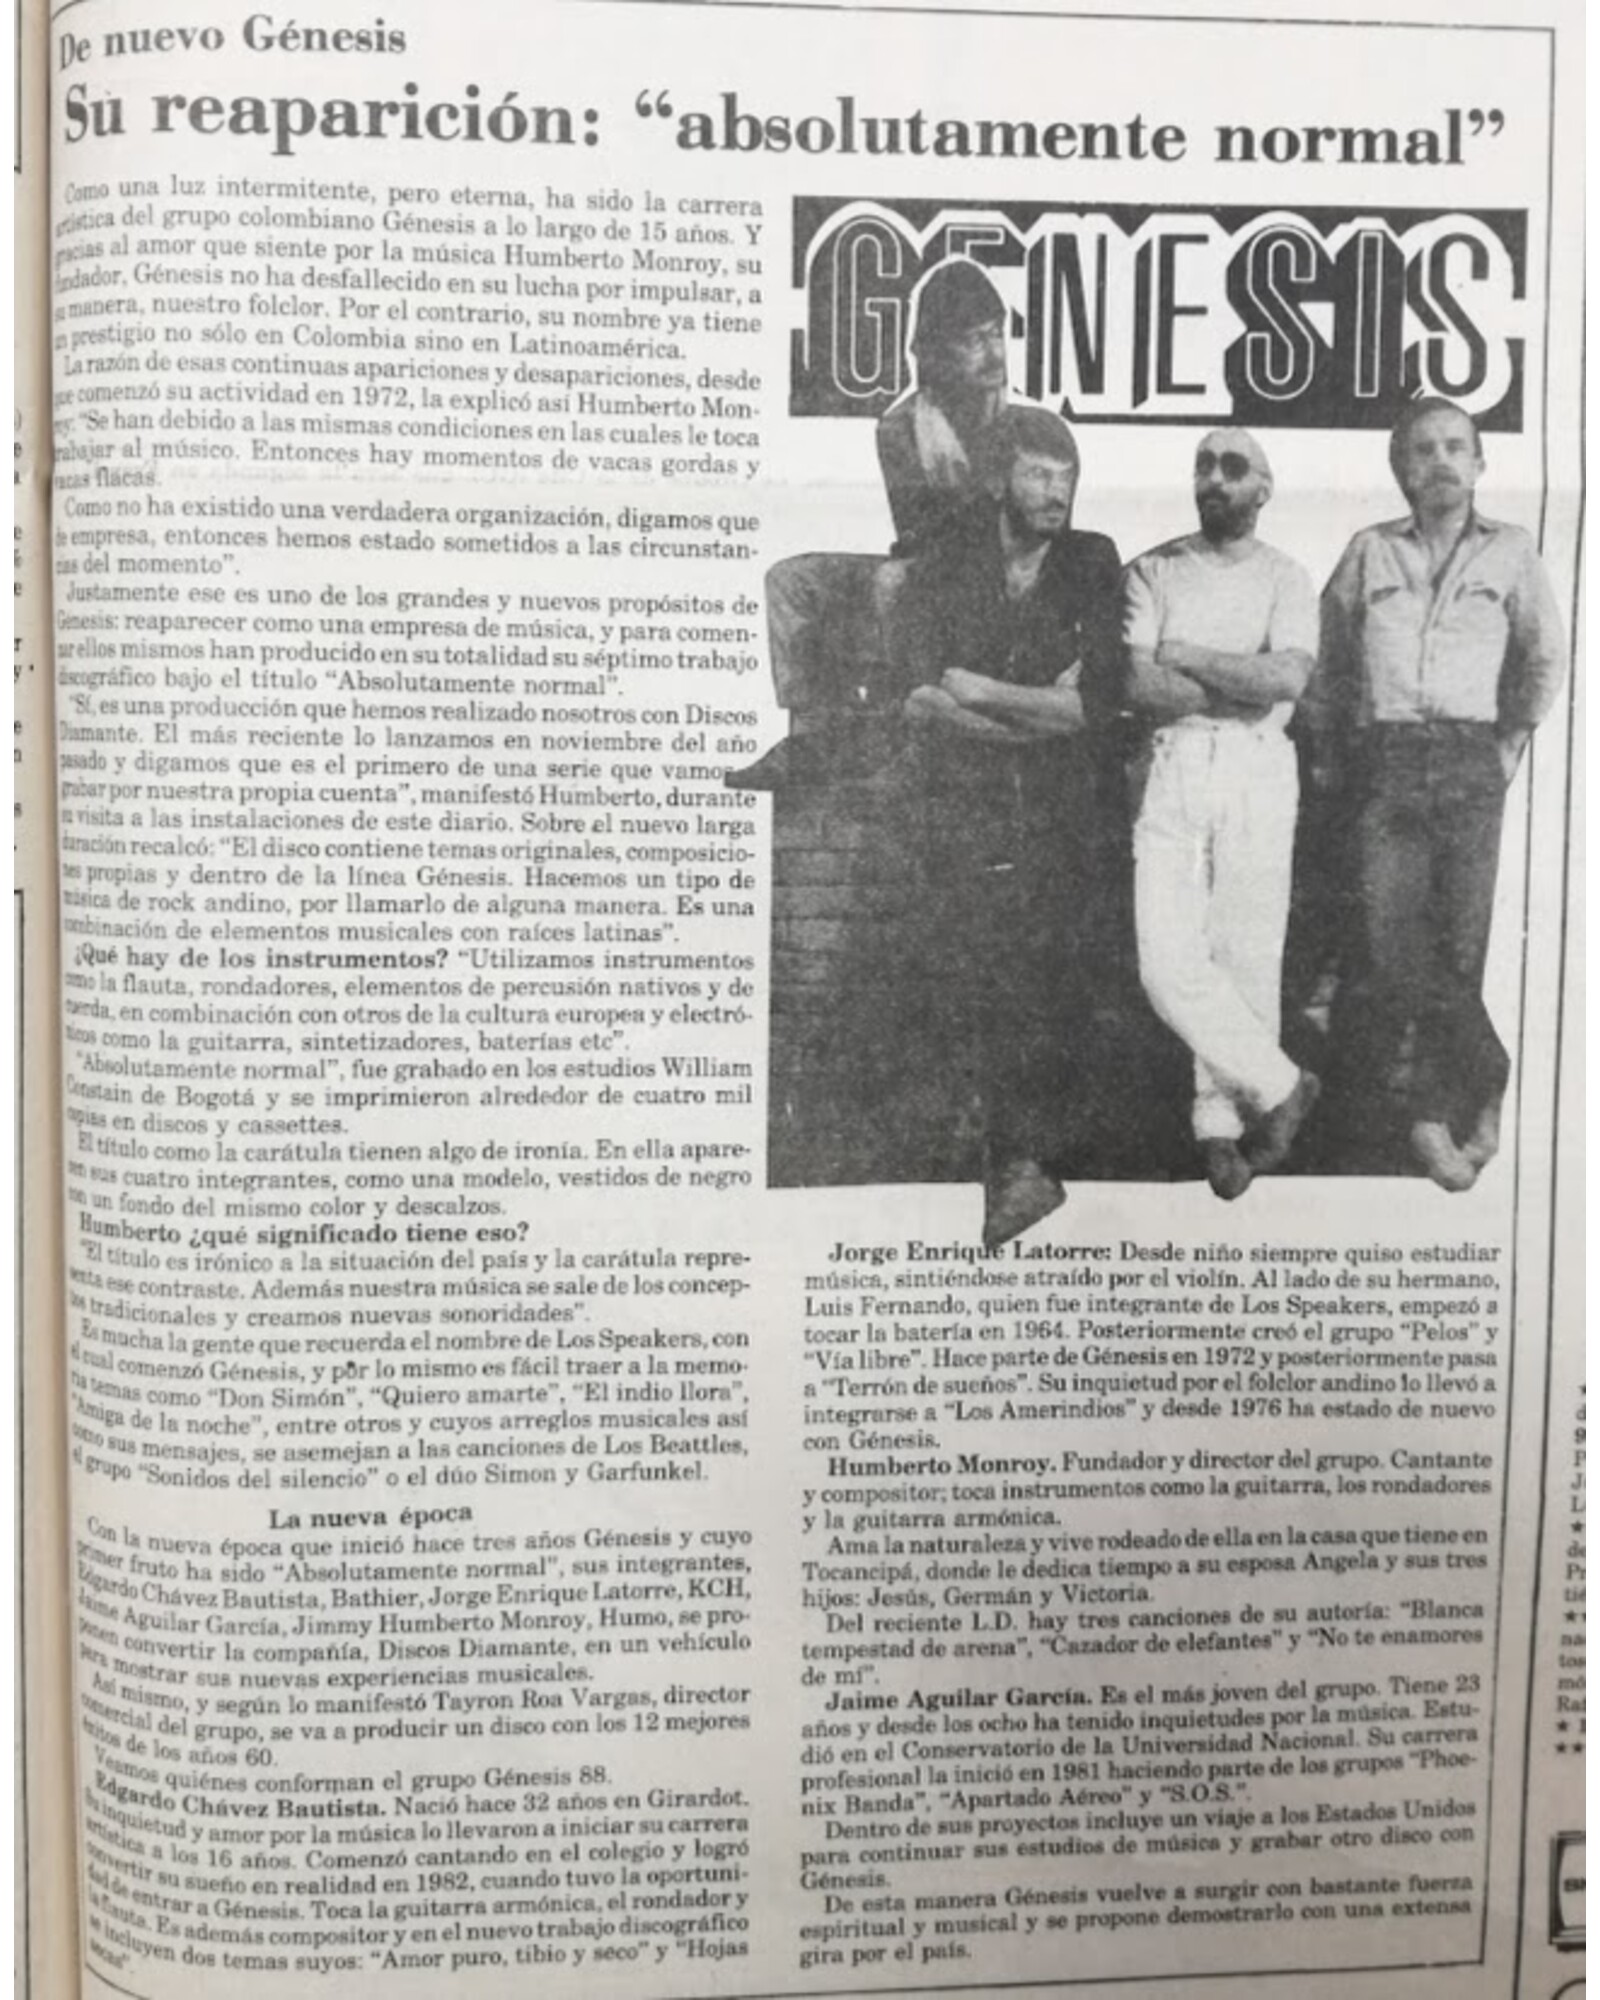 De nuevo Génesis
Su reaparición: “absolutamente normal”
Como una luz intermitente, pero eterna, ha sido la carrera
artística del grupo colombiano Génesis a lo largo de 15 años. Y
gracias al amor que siente por la música Humberto Monroy, su
fundador, Génesis no ha desfallecido en su lucha por impulsar, a
su manera, nuestro folclor. Por el contrario, su nombre ya tiene
un prestigio no sólo en Colombia sino en Latinoamérica.
La razón de esas continuas apariciones y desapariciones, desde
que comenzó su actividad en 1972, la explicó así Humberto Mon-
roy: “Se han debido a las mismas condiciones en las cuales le toca
trabajar al músico. Entonces hay momentos de vacas gordas y
vacas flacas.
Como no ha existido una verdadera organización, digamos que
de empresa, entonces hemos estado sometidos a las circunstan-
cias del momento”.
Justamente ese es uno de los grandes y nuevos propósitos de
Génesis: reaparecer como una empresa de música, y para comen-
zar ellos mismos han producido en su totalidad su séptimo trabajo
discográfico bajo el título “Absolutamente normal”.
“Sí, es una producción que hemos realizado nosotros con Discos
Diamante. El más reciente lo lanzamos en noviembre del año
pasado y digamos que es el primero de una serie que vamos
grabar por nuestra propia cuenta”, manifestó Humberto, durante
su visita a las instalaciones de este diario. Sobre el nuevo larga
duración recalcó: “El disco contiene temas originales, composicio-
nes propias y dentro de la línea Génesis. Hacemos un tipo de
música de rock andino, por llamarlo de alguna manera. Es una
combinación de elementos musicales con raíces latinas”.
¿Qué hay de los instrumentos? “Utilizamos instrumentos
como la flauta, rondadores, elementos de percusión nativos y de
cuerda, en combinación con otros de la cultura europea y electró-
nicos como la guitarra, sintetizadores, baterías etc”.
“Absolutamente normal”, fue grabado en los estudios William
Constain de Bogotá y se imprimieron alrededor de cuatro mil
copias en discos y cassettes.
El título como la carátula tienen algo de ironía. En ella apare-
cen sus cuatro integrantes, como una modelo, vestidos de negro
con un fondo del mismo color y descalzos.
Humberto ¿qué significado tiene eso?
“El título es irónico a la situación del país y la carátula repre-
senta ese contraste. Además nuestra música se sale de los concep-
tos tradicionales y creamos nuevas sonoridades”.
Es mucha la gente que recuerda el nombre de Los Speakers, con
el cual comenzó Génesis, y por lo mismo es fácil traer a la memo-
ria temas como “Don Simón”, “Quiero amarte”, “El indio llora”,
“Amiga de la noche”, entre otros y cuyos arreglos musicales así
como sus mensajes, se asemejan a las canciones de Los Beattles,
el grupo “Sonidos del silencio” o el dúo Simon y Garfunkel.
La nueva época
Con la nueva época que inició hace tres años Génesis y cuyo
primer fruto ha sido “Absolutamente normal”, sus integrantes,
Edgardo Chávez Bautista, Bathier, Jorge Enrique Latorre, KCH,
Jaime Aguilar García, Jimmy Humberto Monroy, Humo, se pro-
ponen convertir la compañía, Discos Diamante, en un vehículo
para mostrar sus nuevas experiencias musicales.
Así mismo, y según lo manifestó Tayron Roa Vargas, director
comercial del grupo, se va a producir un disco con los 12 mejores
éxitos de los años 60.
Veamos quiénes conforman el grupo Génesis 88.
Edgardo Chávez Bautista. Nació hace 32 años en Girardot.
Su inquietud y amor por la música lo llevaron a iniciar su carrera
artística a los 16 años. Comenzó cantando en el colegio y logró
convertir su sueño en realidad en 1982, cuando tuvo la oportuni-
dad de entrar a Génesis. Toca la guitarra armónica, el rondador y
la flauta. Es además compositor y en el nuevo trabajo discográfico
se incluyen dos temas suyos: “Amor puro, tibio y seco” y “Hojas
secas”.
GÉNESIS
Jorge Enrique Latorre: Desde niño siempre quiso estudiar
música, sintiéndose atraído por el violín. Al lado de su hermano,
Luis Fernando, quien fue integrante de Los Speakers, empezó a
tocar la batería en 1964. Posteriormente creó el grupo “Pelos” y
“Vía libre”. Hace parte de Génesis en 1972 y posteriormente pasa
a “Terrón de sueños”. Su inquietud por el folclor andino lo llevó a
integrarse a “Los Amerindios” y desde 1976 ha estado de nuevo
con Génesis.
Humberto Monroy. Fundador y director del grupo. Cantante
y compositor; toca instrumentos como la guitarra, los rondadores
y la guitarra armónica.
Ama la naturaleza y vive rodeado de ella en la casa que tiene en
Tocancipá, donde le dedica tiempo a su esposa Angela y sus tres
hijos: Jesús, Germán y Victoria.
Del reciente L.D. hay tres canciones de su autoría: “Blanca
tempestad de arena”, “Cazador de elefantes” y “No te enamores
de mí”.
Jaime Aguilar García. Es el más joven del grupo. Tiene 23
años y desde los ocho ha tenido inquietudes por la música. Estu-
dió en el Conservatorio de la Universidad Nacional. Su carrera
profesional la inició en 1981 haciendo parte de los grupos “Phoe-
nix Banda”, “Apartado Aéreo” y “S.O.S.”.
Dentro de sus proyectos incluye un viaje a los Estados Unidos
para continuar sus estudios de música y grabar otro disco con
Génesis.
De esta manera Génesis vuelve a surgir con bastante fuerza
espiritual y musical y se propone demostrarlo con una extensa
gira por el país.